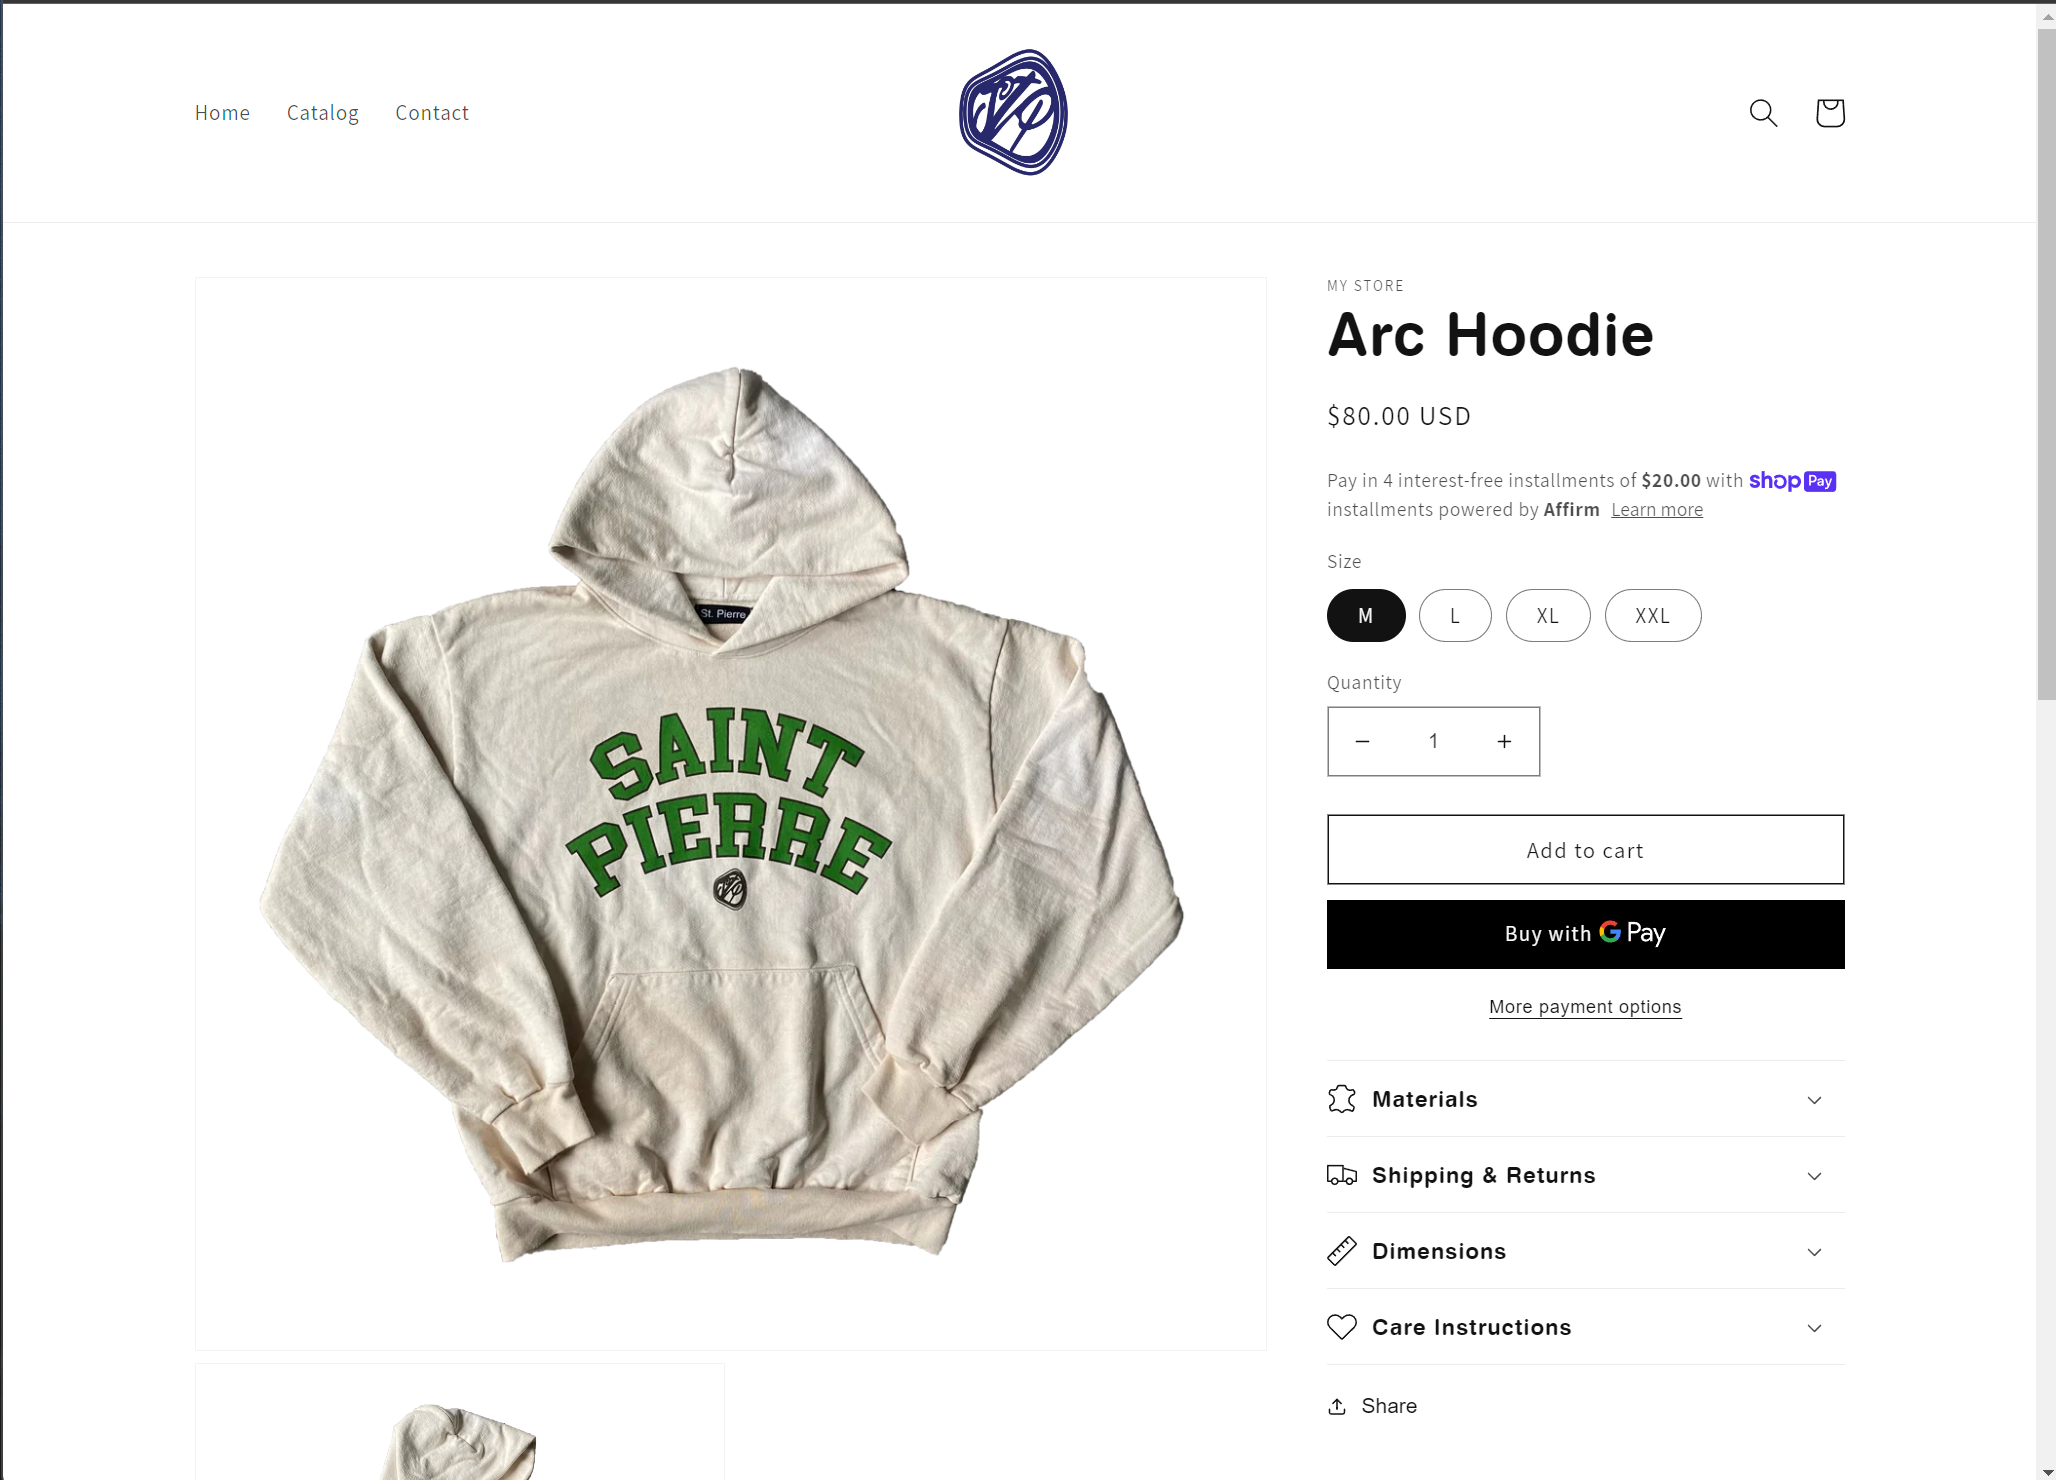 Home
Catalog
Contact
MY STORE
Arc Hoodie
$80.00 USD
Pay in 4 interest-free installments of $20.00 with shop Pay
installments powered by Affirm Learn more
Size
M
L
XL
XXL
Quantity
− 1 +
Add to cart
Buy with G Pay
More payment options
Materials
Shipping & Returns
Dimensions
Care Instructions
Share
St. Pierre
SAINT
PIERRE